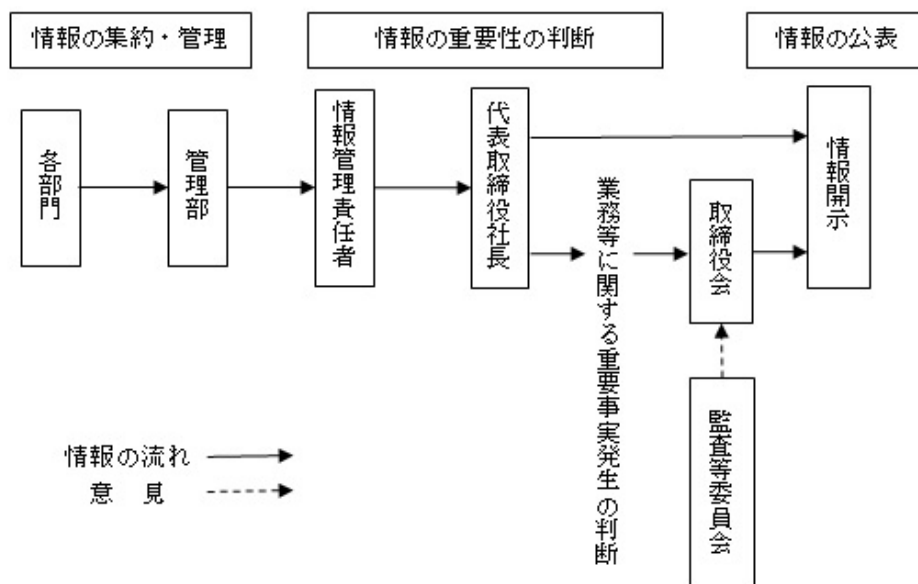 情報の集約・管理
情報の重要性の判断
情報の公表
各部門
管理部
情報管理責任者
代表取締役社長
業務等に関する重要事実発生の判断
取締役会
情報開示
監査等委員会
情報の流れ
意　見